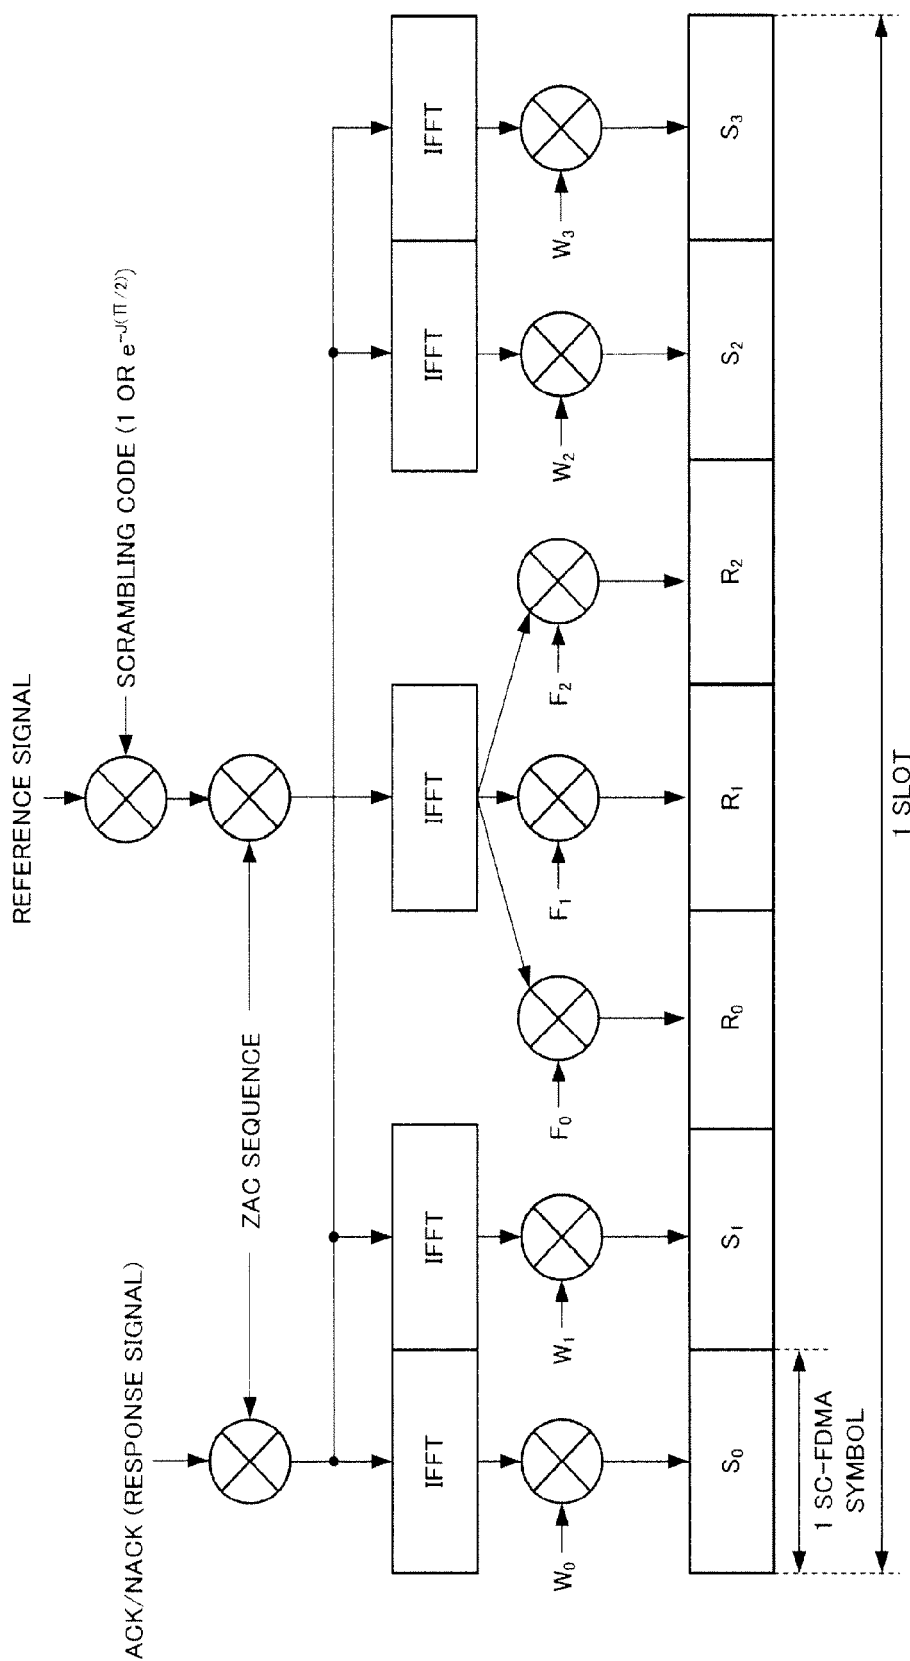 REFERENCE SIGNAL
SCRAMBLING CODE (1 OR e^-J(Π/2))
ACK/NACK (RESPONSE SIGNAL)
ZAC SEQUENCE
IFFT
IFFT
IFFT
IFFT
IFFT
W₀
W₁
F₀
F₁
F₂
W₂
W₃
S₀
S₁
R₀
R₁
R₂
S₂
S₃
1 SC-FDMA
SYMBOL
1 SLOT